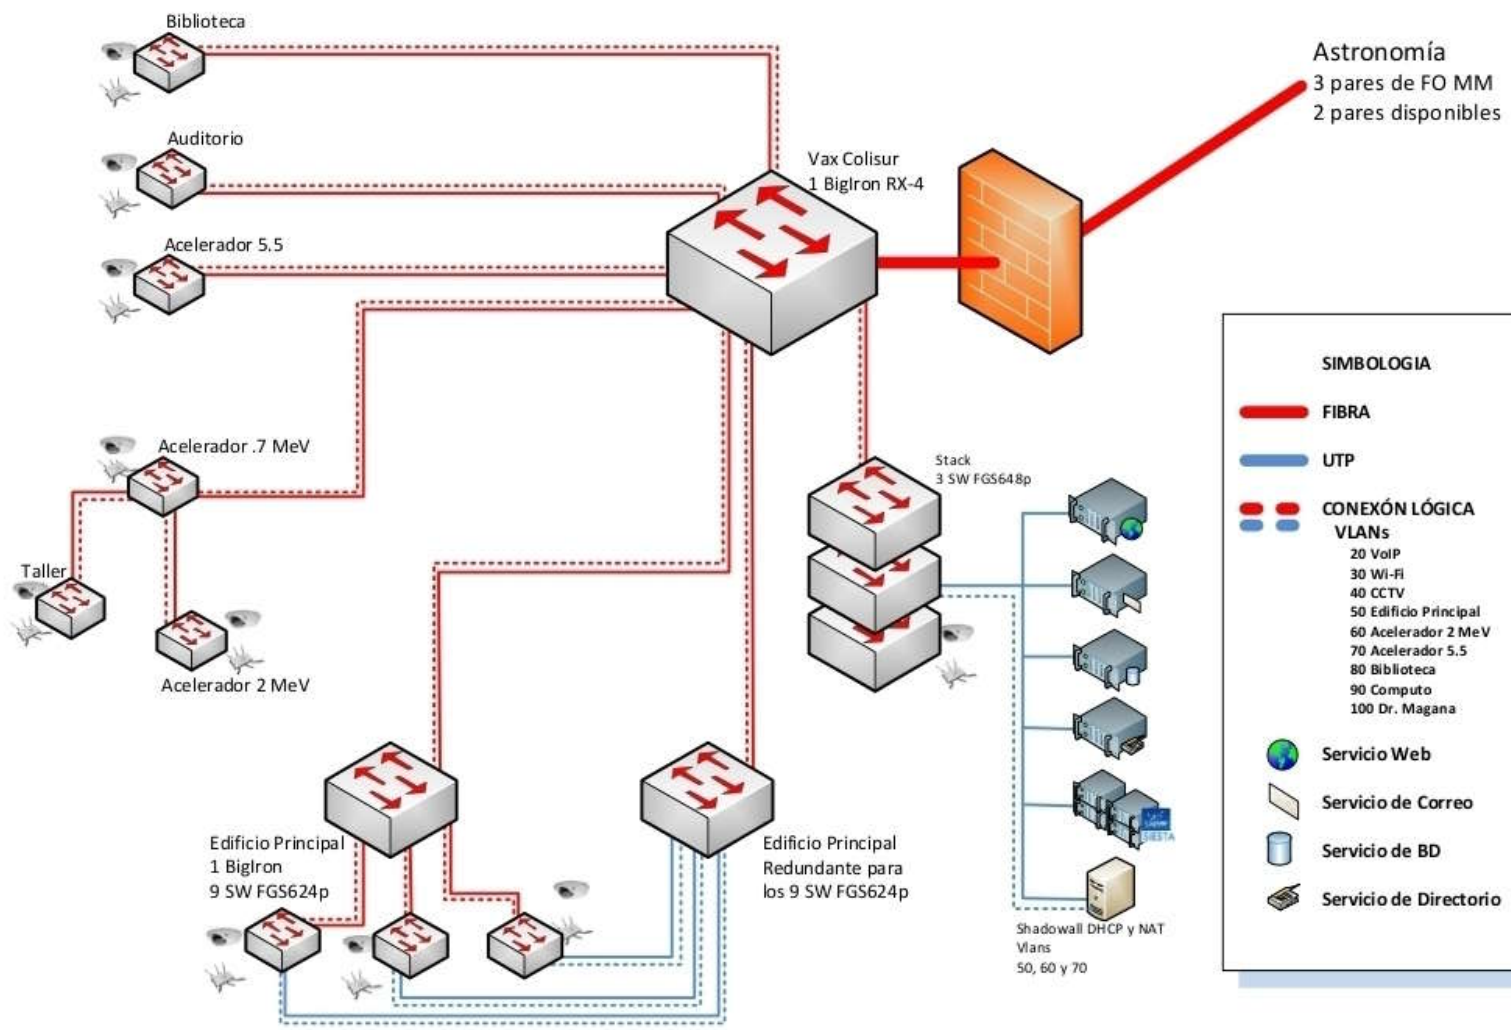 Biblioteca
Auditorio
Acelerador 5.5
Vax Colisur
1 BigIron RX-4
Astronomía
3 pares de FO MM
2 pares disponibles
Acelerador .7 MeV
Taller
Acelerador 2 MeV
Stack
3 SW FGS648p
Edificio Principal
1 BigIron
9 SW FGS624p
Edificio Principal
Redundante para
los 9 SW FGS624p
SIESTA
Shadowall DHCP y NAT
Vlans
50, 60 y 70
SIMBOLOGIA
FIBRA
UTP
CONEXÓN LÓGICA
VLANs
20 VoIP
30 Wi-Fi
40 CCTV
50 Edificio Principal
60 Acelerador 2 MeV
70 Acelerador 5.5
80 Biblioteca
90 Computo
100 Dr. Magana
Servicio Web
Servicio de Correo
Servicio de BD
Servicio de Directorio